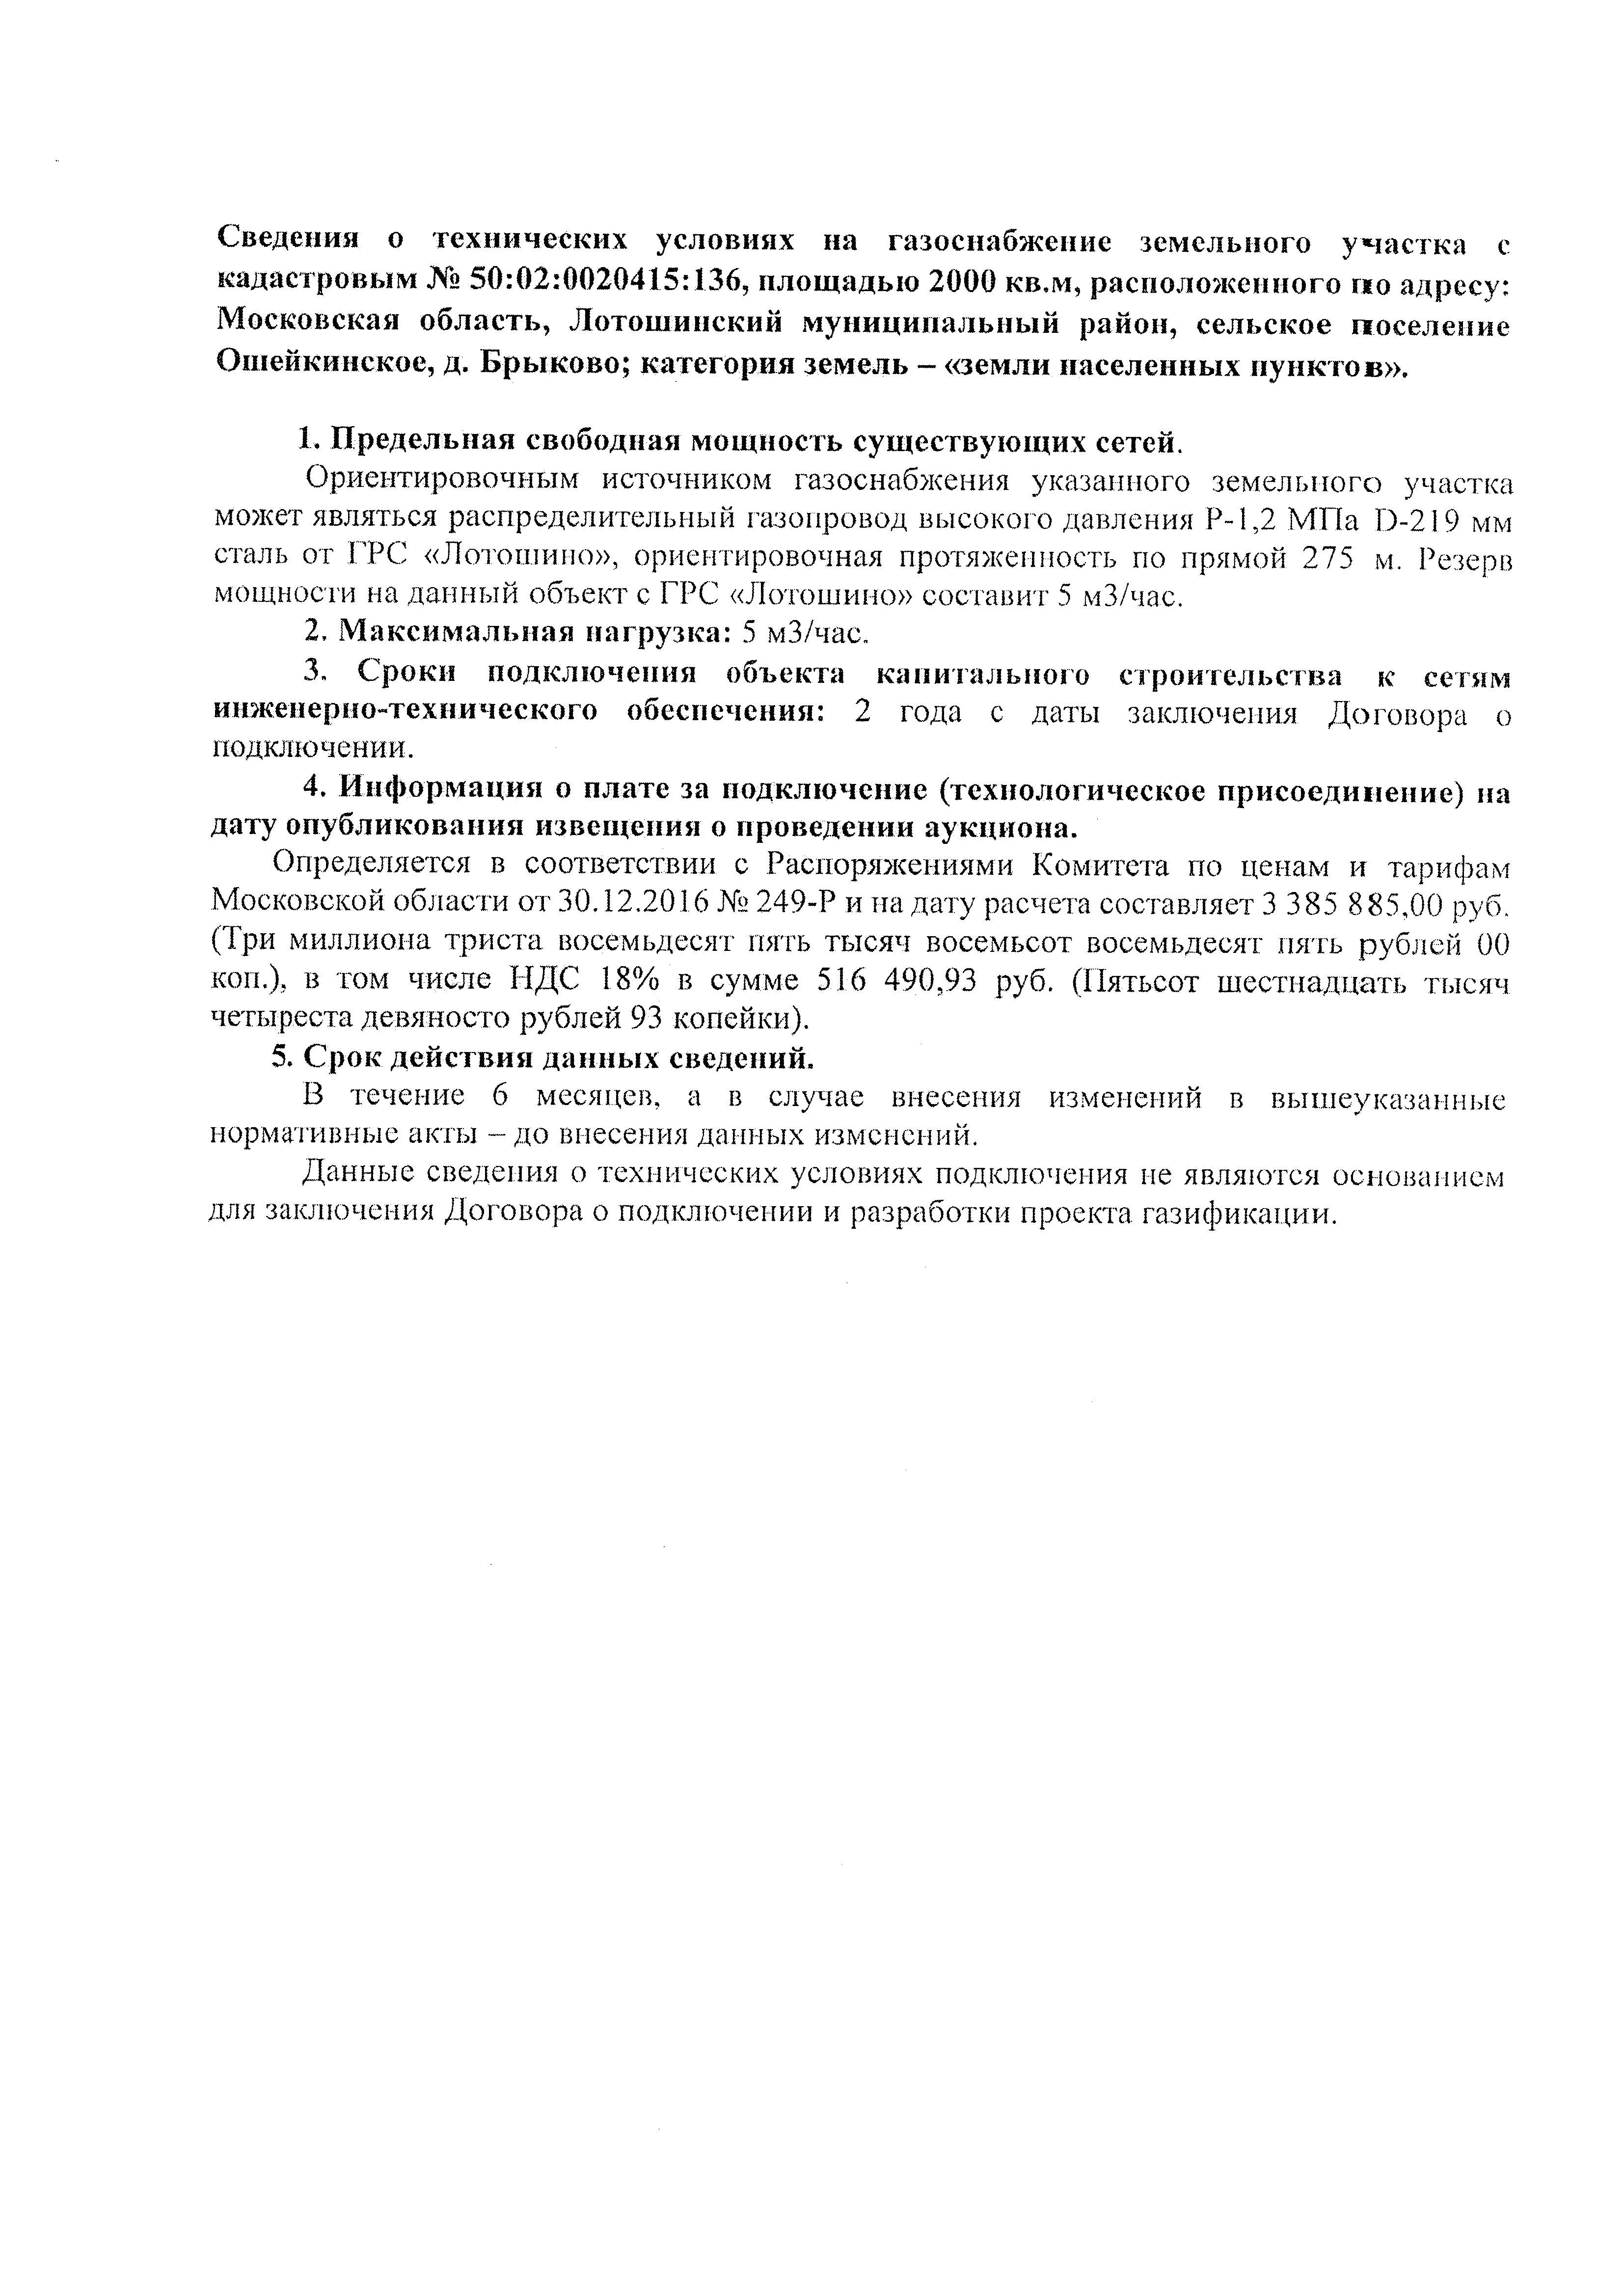 Сведения о технических условиях на газоснабжение земельного участка с
кадастровым № 50:02:0020415:136, площадью 2000 кв.м, расположенного по адресу:
Московская область, Лотошинский муниципальный район, сельское поселение
Ошейкинское, д. Брыково; категория земель – «земли населенных пунктов».
1. Предельная свободная мощность существующих сетей.
Ориентировочным источником газоснабжения указанного земельного участка
может являться распределительный газопровод высокого давления Р-1,2 МПа D-219 мм
сталь от ГРС «Лотошино», ориентировочная протяженность по прямой 275 м. Резерв
мощности на данный объект с ГРС «Лотошино» составит 5 м3/час.
2. Максимальная нагрузка: 5 м3/час.
3. Сроки подключения объекта капитального строительства к сетям
инженерно-технического обеспечения: 2 года с даты заключения Договора о
подключении.
4. Информация о плате за подключение (технологическое присоединение) на
дату опубликования извещения о проведении аукциона.
Определяется в соответствии с Распоряжениями Комитета по ценам и тарифам
Московской области от 30.12.2016 № 249-Р и на дату расчета составляет 3 385 885,00 руб.
(Три миллиона триста восемьдесят пять тысяч восемьсот восемьдесят пять рублей 00
коп.), в том числе НДС 18% в сумме 516 490,93 руб. (Пятьсот шестнадцать тысяч
четыреста девяносто рублей 93 копейки).
5. Срок действия данных сведений.
В течение 6 месяцев, а в случае внесения изменений в вышеуказанные
нормативные акты – до внесения данных изменений.
Данные сведения о технических условиях подключения не являются основанием
для заключения Договора о подключении и разработки проекта газификации.